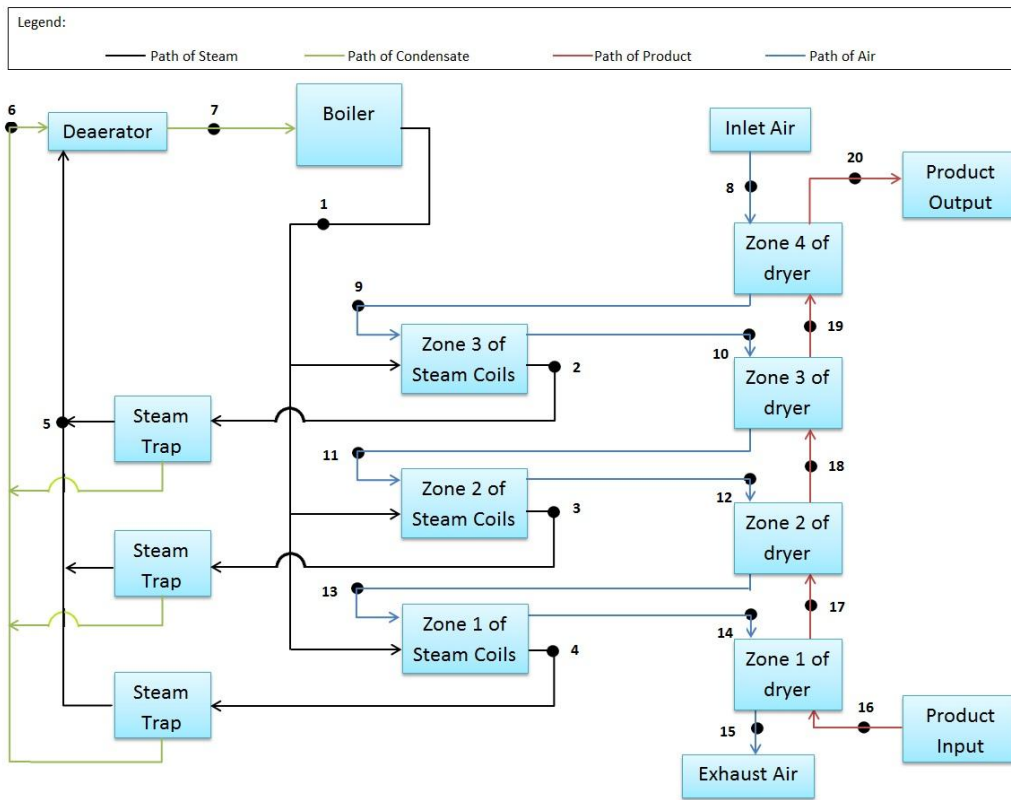 Legend:
Path of Steam
Path of Condensate
Path of Product
Path of Air
6
7
Deaerator
Boiler
Inlet Air
20
Product
Output
8
1
Zone 4 of
dryer
9
Zone 3 of
Steam Coils
2
10
19
Zone 3 of
dryer
5
Steam
Trap
11
18
Zone 2 of
Steam Coils
3
12
Zone 2 of
dryer
Steam
Trap
13
17
Zone 1 of
Steam Coils
4
14
Zone 1 of
dryer
Steam
Trap
16
15
Product
Input
Exhaust Air